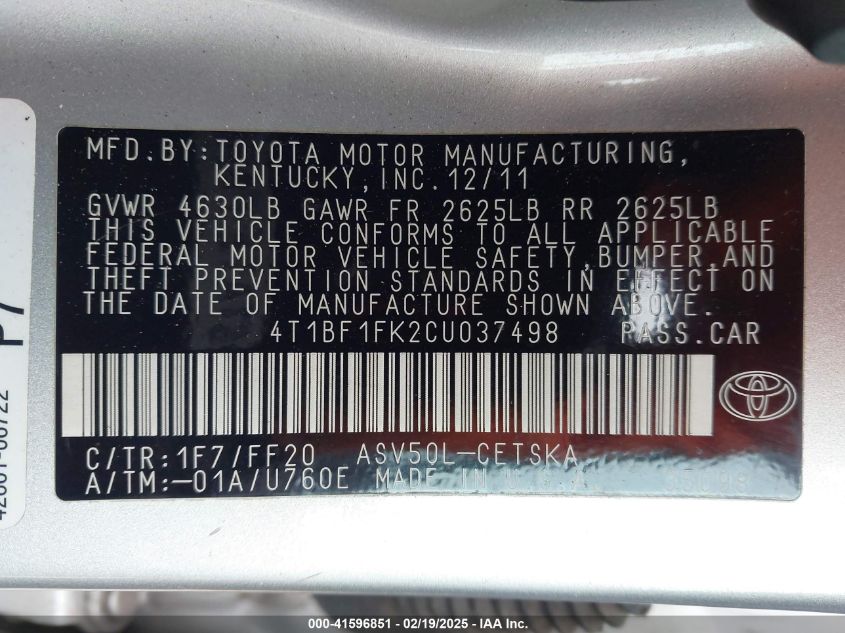 MFD.BY:TOYOTA MOTOR MANUFACTURING,
KENTUCKY,INC.12/11
GVWR 4630LB GAWR FR 2625LB RR 2625LB
THIS VEHICLE CONFORMS TO ALL APPLICABLE
FEDERAL MOTOR VEHICLE SAFETY,BUMPER,AND
THEFT PREVENTION STANDARDS IN EFFECT ON
THE DATE OF MANUFACTURE SHOWN ABOVE.
4T1BF1FK2CU037498 PASS.CAR
C/TR:1F7/FF20 ASV50L-CETSKA
A/TM:-01A/U760E MADE IN U.S.A.
P7
000-41596851 / 02/19/2025 - IAA Inc.